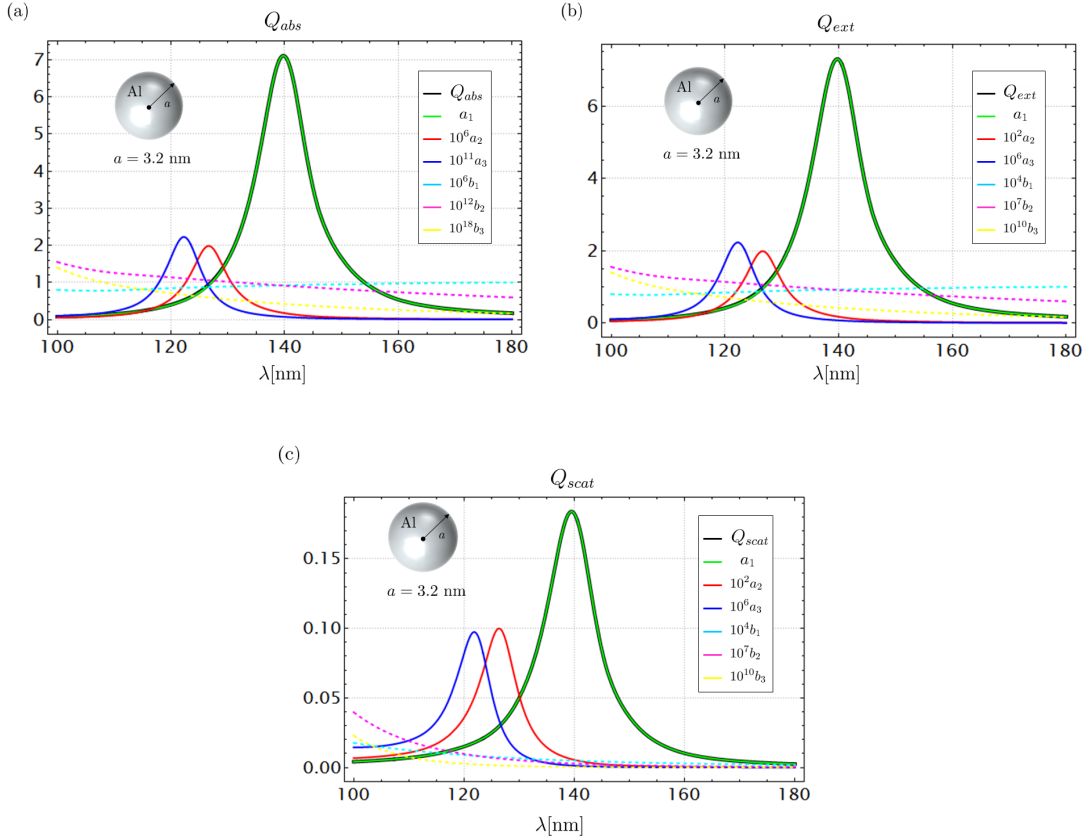 (a)
Q_abs
7
6
5
4
3
2
1
0
Al
a
a = 3.2 nm
Q_abs
a_1
10^6 a_2
10^11 a_3
10^6 b_1
10^12 b_2
10^18 b_3
100 120 140 160 180
λ[nm]
(b)
Q_ext
6
4
2
0
Al
a
a = 3.2 nm
Q_ext
a_1
10^2 a_2
10^6 a_3
10^4 b_1
10^7 b_2
10^10 b_3
100 120 140 160 180
λ[nm]
(c)
Q_scat
0.15
0.10
0.05
0.00
Al
a
a = 3.2 nm
Q_scat
a_1
10^2 a_2
10^6 a_3
10^4 b_1
10^7 b_2
10^10 b_3
100 120 140 160 180
λ[nm]